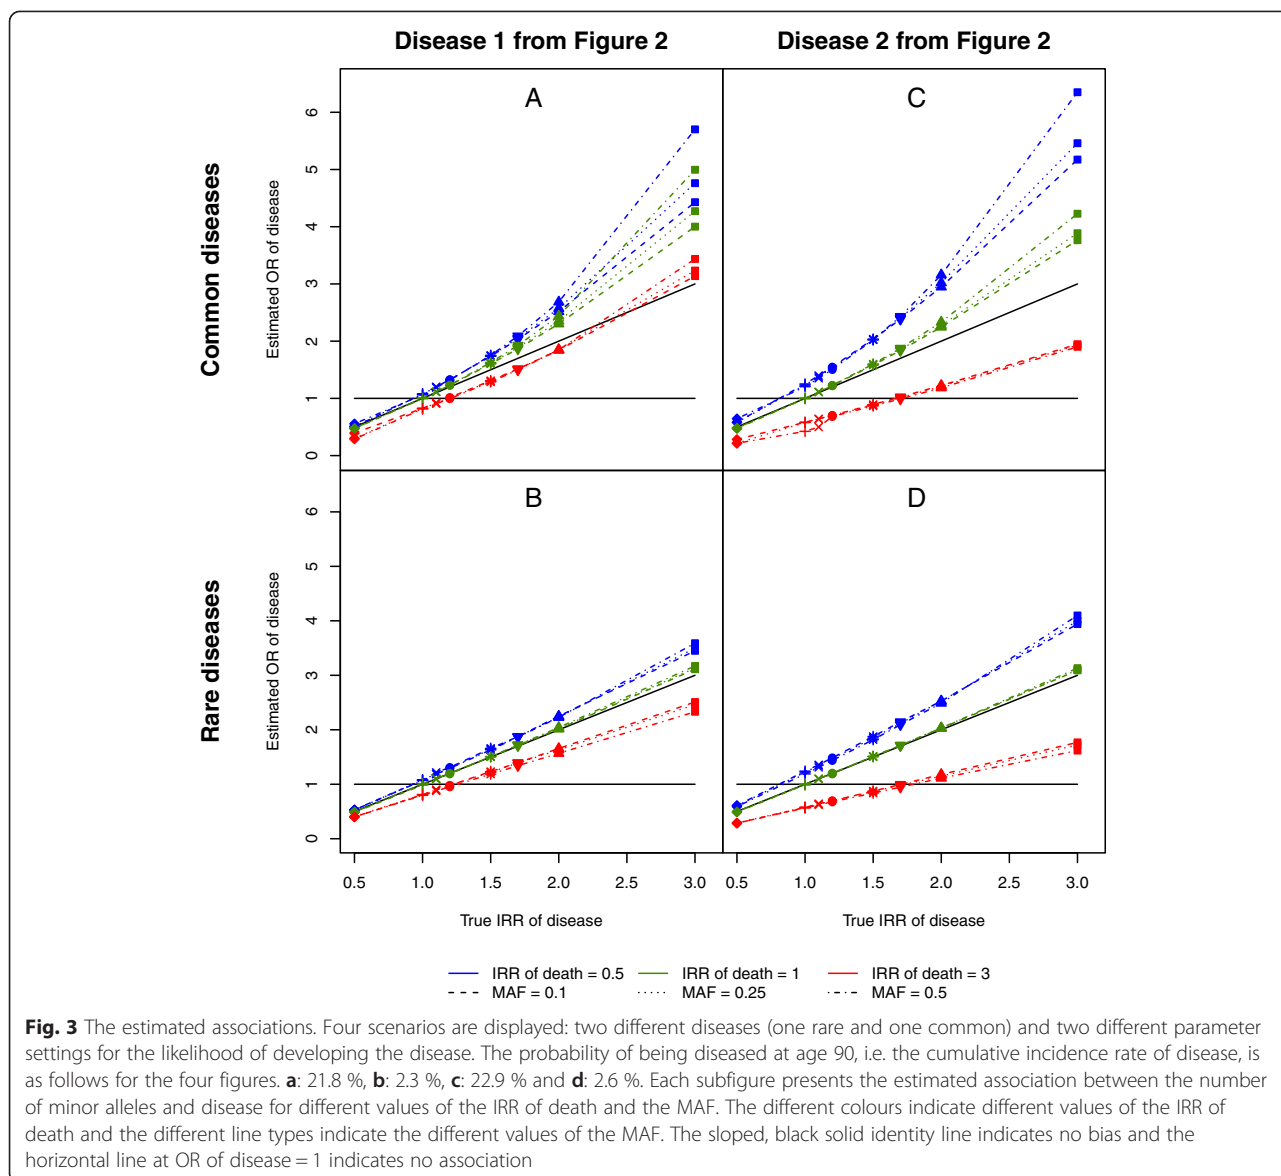 Disease 1 from Figure 2
Disease 2 from Figure 2
Common diseases
Estimated OR of disease
0 1 2 3 4 5 6
A
C
Rare diseases
Estimated OR of disease
0 1 2 3 4 5 6
B
D
0.5 1.0 1.5 2.0 2.5 3.0
0.5 1.0 1.5 2.0 2.5 3.0
True IRR of disease
True IRR of disease
IRR of death = 0.5 IRR of death = 1 IRR of death = 3
MAF = 0.1 MAF = 0.25 MAF = 0.5
Fig. 3 The estimated associations. Four scenarios are displayed: two different diseases (one rare and one common) and two different parameter
settings for the likelihood of developing the disease. The probability of being diseased at age 90, i.e. the cumulative incidence rate of disease, is
as follows for the four figures. a: 21.8 %, b: 2.3 %, c: 22.9 % and d: 2.6 %. Each subfigure presents the estimated association between the number
of minor alleles and disease for different values of the IRR of death and the MAF. The different colours indicate different values of the IRR of
death and the different line types indicate the different values of the MAF. The sloped, black solid identity line indicates no bias and the
horizontal line at OR of disease = 1 indicates no association